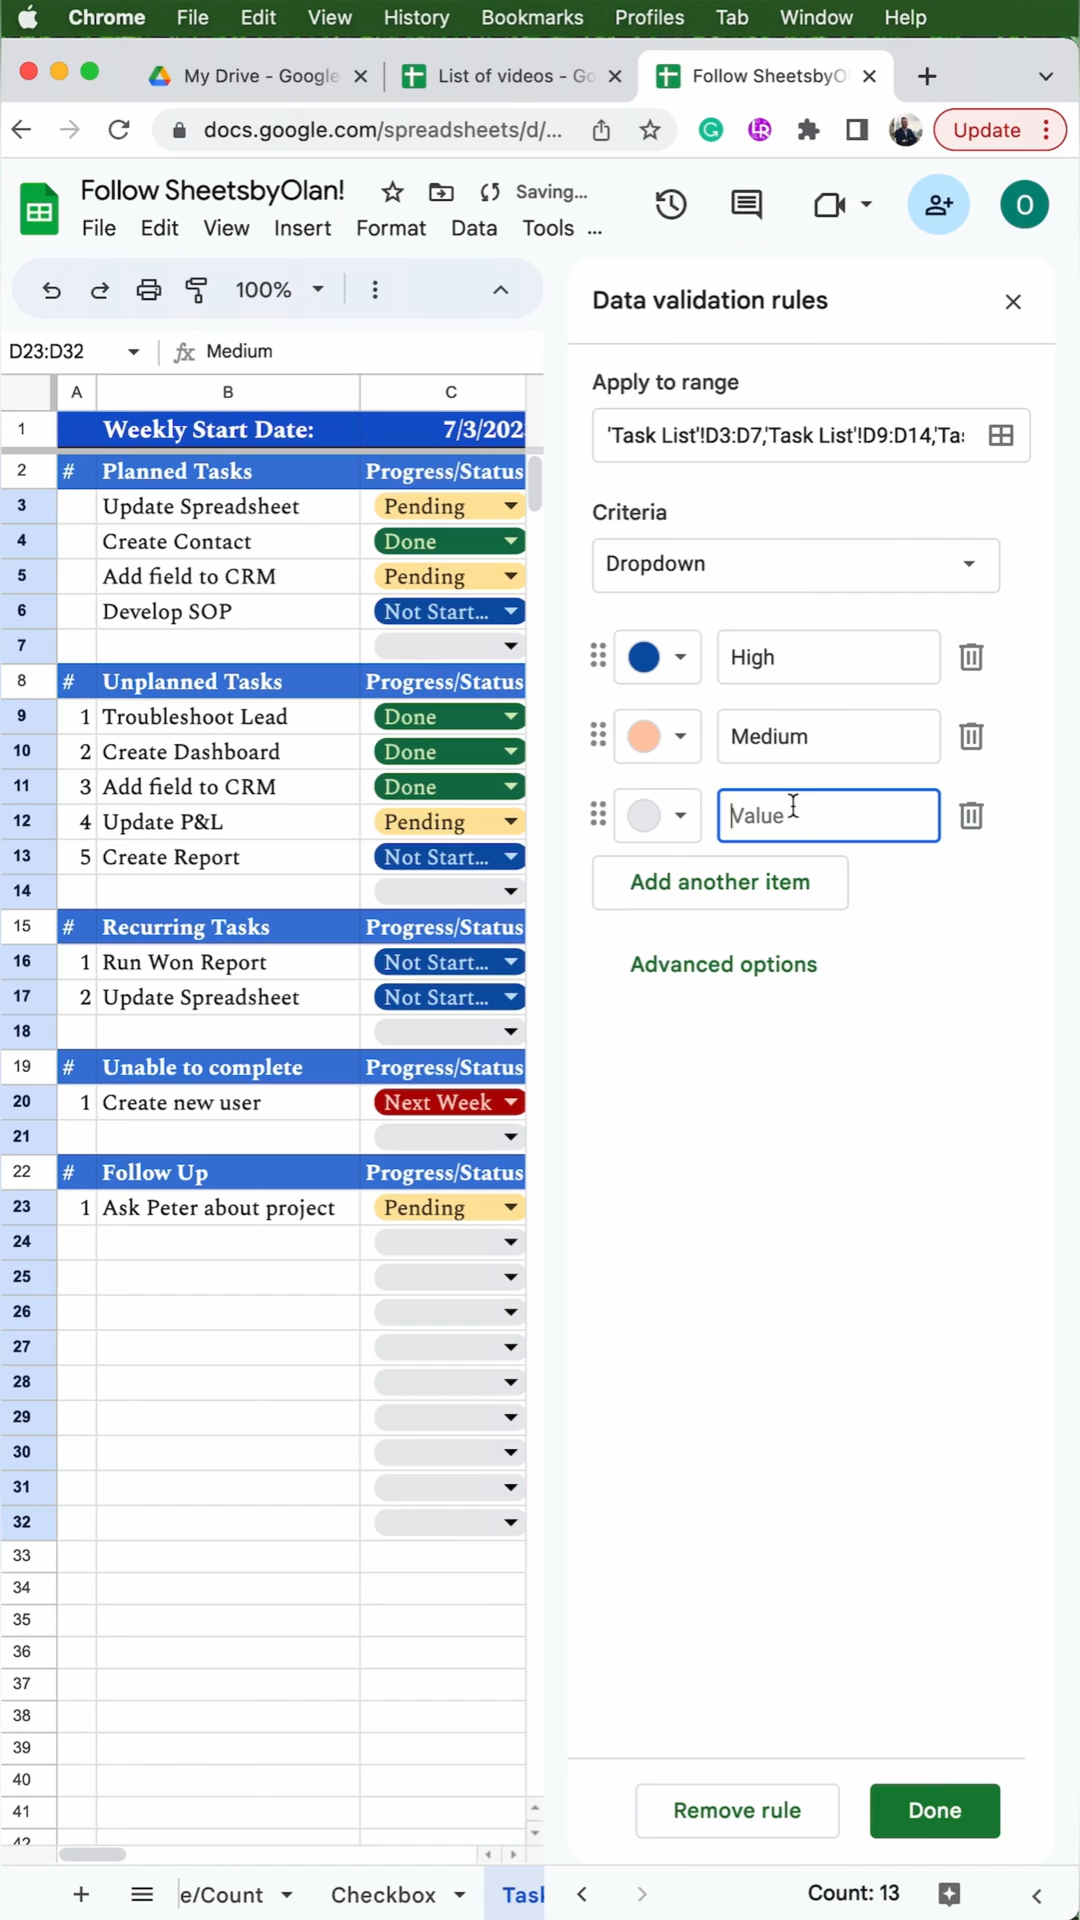 Chrome File Edit View History Bookmarks Profiles Tab Window Help
My Drive - Google
List of videos - Go
Follow SheetsbyO
docs.google.com/spreadsheets/d/...
Update
Follow SheetsbyOlan!
Saving...
File Edit View Insert Format Data Tools ...
O
100%
D23:D32
fx Medium
A B C
1 Weekly Start Date: 7/3/202
2 # Planned Tasks Progress/Status
3 Update Spreadsheet Pending
4 Create Contact Done
5 Add field to CRM Pending
6 Develop SOP Not Start...
7
8 # Unplanned Tasks Progress/Status
9 1 Troubleshoot Lead Done
10 2 Create Dashboard Done
11 3 Add field to CRM Done
12 4 Update P&L Pending
13 5 Create Report Not Start...
14
15 # Recurring Tasks Progress/Status
16 1 Run Won Report Not Start...
17 2 Update Spreadsheet Not Start...
18
19 # Unable to complete Progress/Status
20 1 Create new user Next Week
21
22 # Follow Up Progress/Status
23 1 Ask Peter about project Pending
24
25
26
27
28
29
30
31
32
33
34
35
36
37
38
39
40
41
42
Data validation rules
Apply to range
'Task List'!D3:D7,'Task List'!D9:D14,'Tas
Criteria
Dropdown
High
Medium
Value
Add another item
Advanced options
Remove rule
Done
e/Count
Checkbox
Task
Count: 13